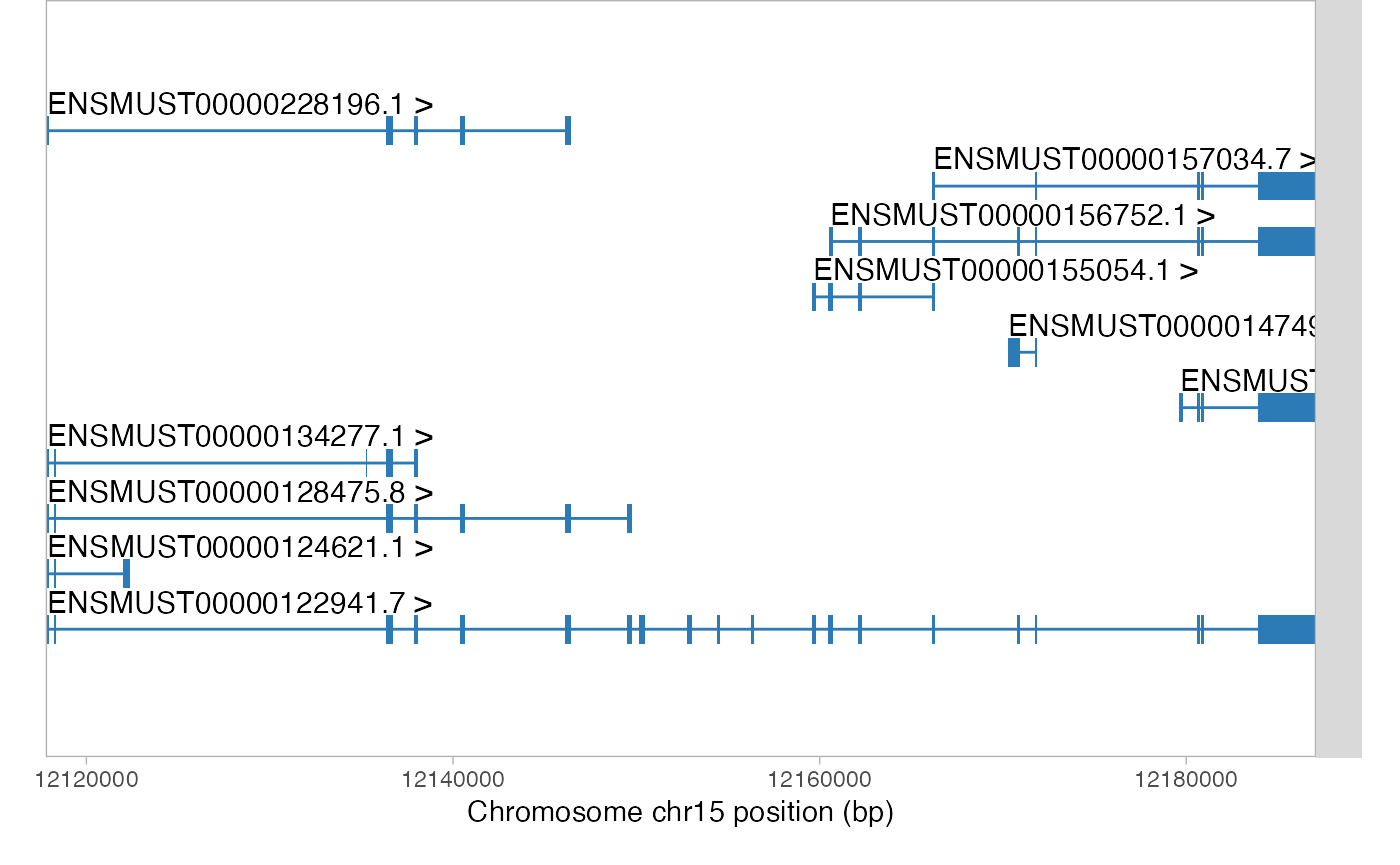 ENSMUST00000228196.1 >
ENSMUST00000157034.7 >
ENSMUST00000156752.1 >
ENSMUST00000155054.1 >
ENSMUST0000014749
ENSMUST
ENSMUST00000134277.1 >
ENSMUST00000128475.8 >
ENSMUST00000124621.1 >
ENSMUST00000122941.7 >
12120000 12140000 12160000 12180000
Chromosome chr15 position (bp)